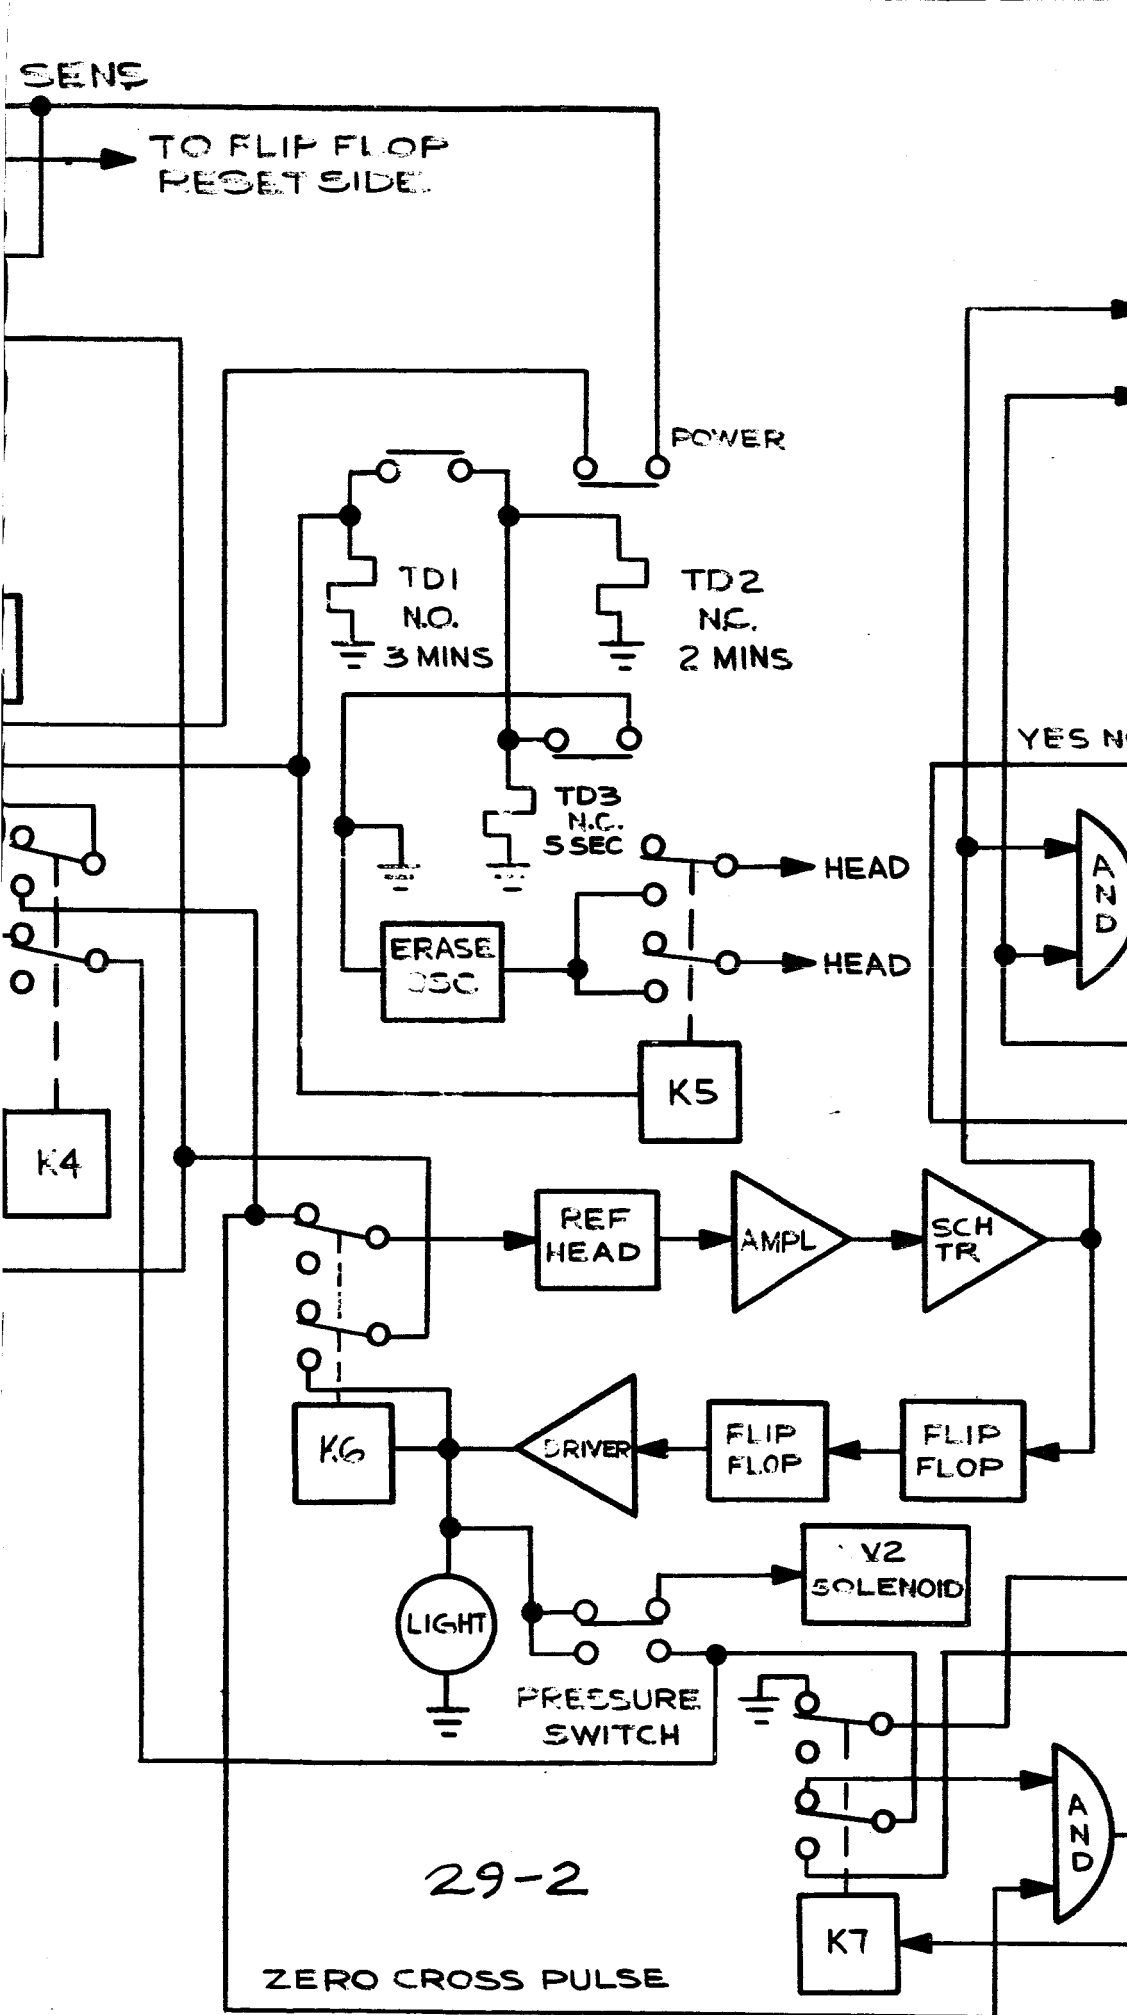 SENS
TO FLIP FLOP
RESET SIDE.
POWER
TD1
N.O.
3 MINS
TD2
N.C.
2 MINS
YES
TD3
N.C.
5 SEC
HEAD
HEAD
AND
ERASE
OSC.
K5
K4
REF
HEAD
AMPL
SCH
TR
K6
DRIVER
FLIP
FLOP
FLIP
FLOP
V2
SOLENOID
LIGHT
PRESSURE
SWITCH
AND
29-2
K7
ZERO CROSS PULSE